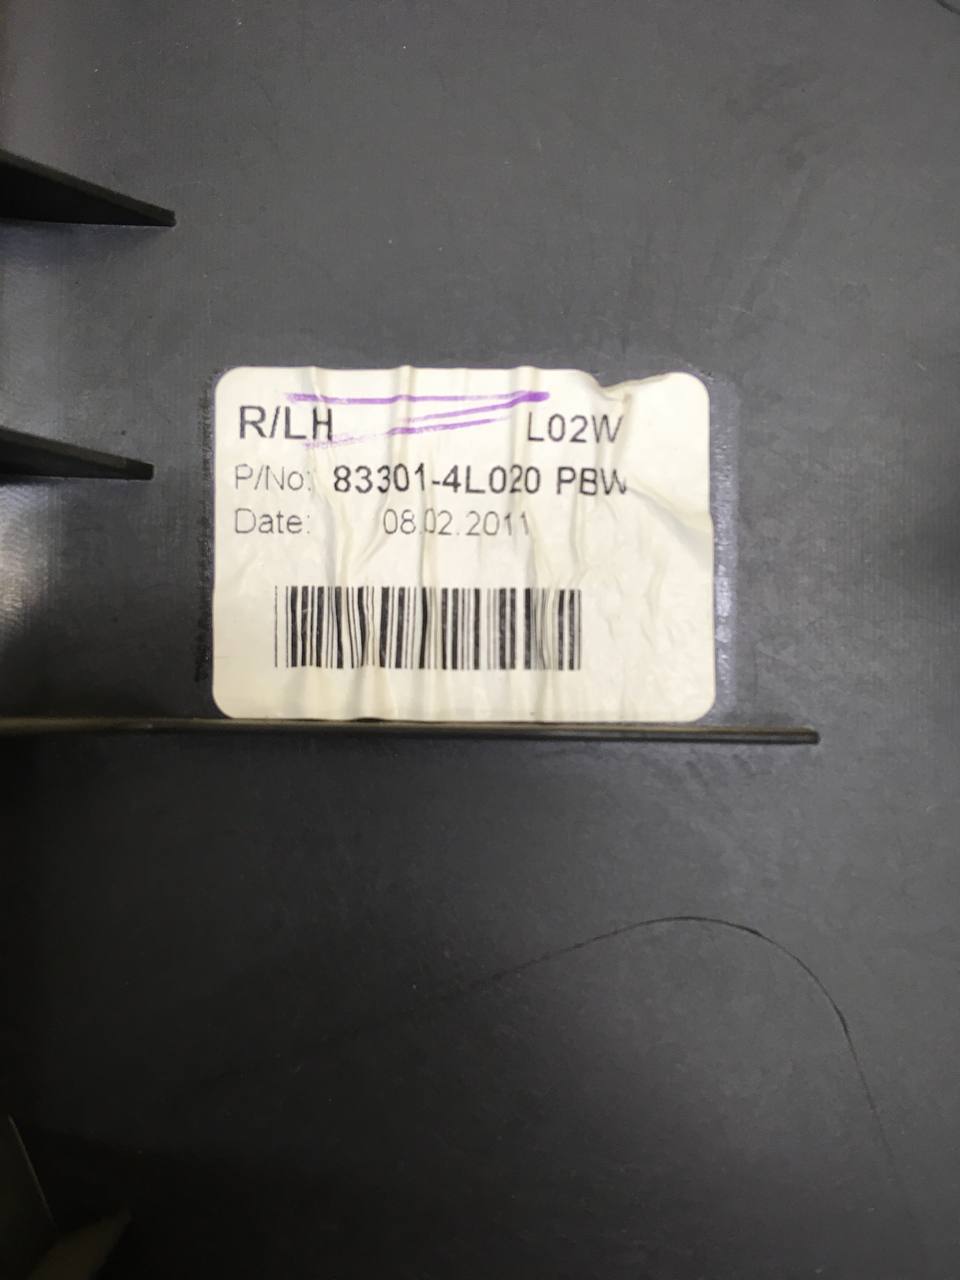 R/LH L02W
P/No: 83301-4L020 PBW
Date: 08.02.2011